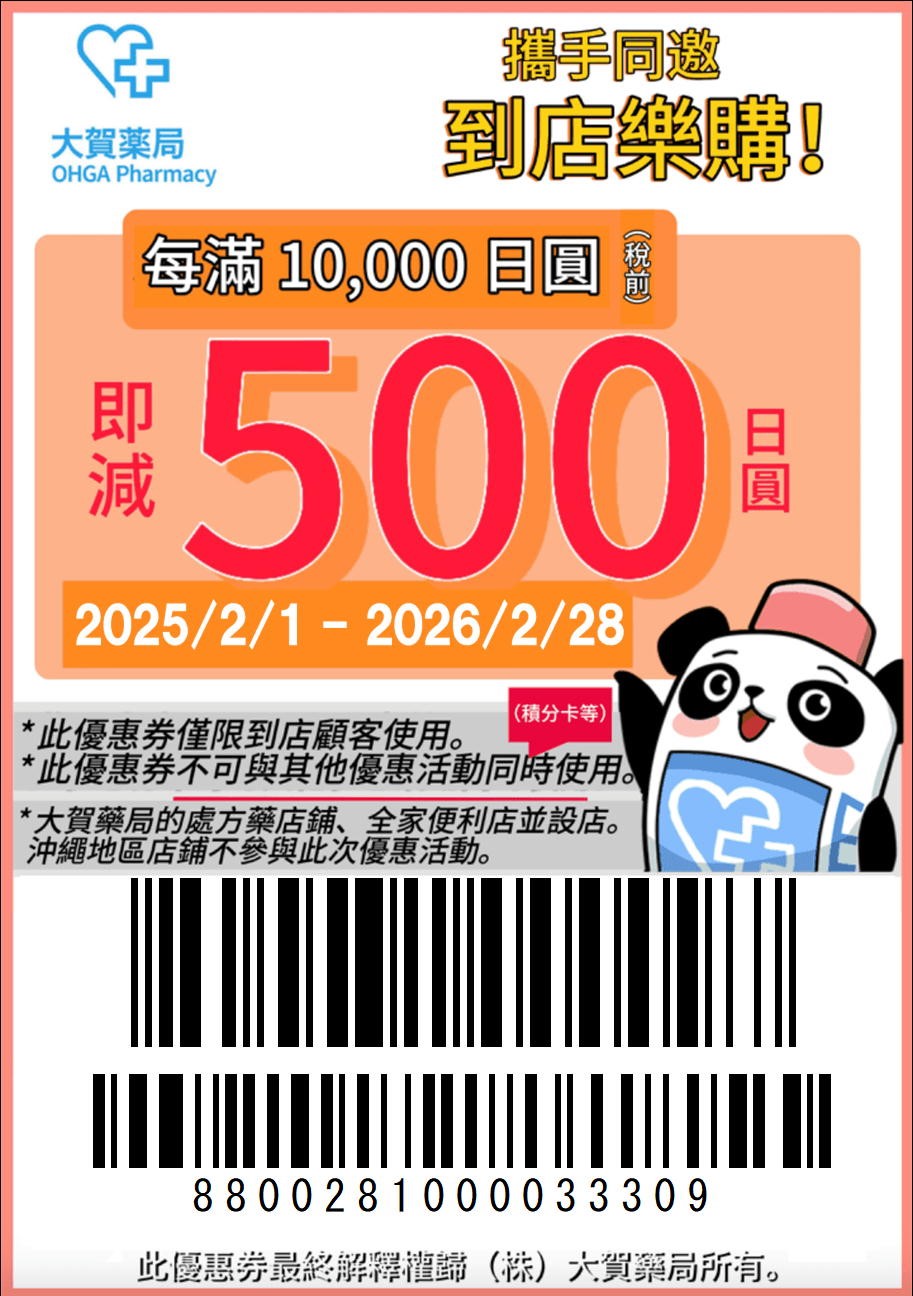 大賀薬局
OHGA Pharmacy
攜手同邀
到店樂購!
每滿 10,000 日圓(稅前)
即減 500 日圓
2025/2/1 - 2026/2/28
(積分卡等)
*此優惠券僅限到店顧客使用。
*此優惠券不可與其他優惠活動同時使用。
*大賀藥局的處方藥店鋪、全家便利店並設店。
沖繩地區店鋪不參與此次優惠活動。
8800281000033309
此優惠券最終解釋權歸（株）大賀藥局所有。